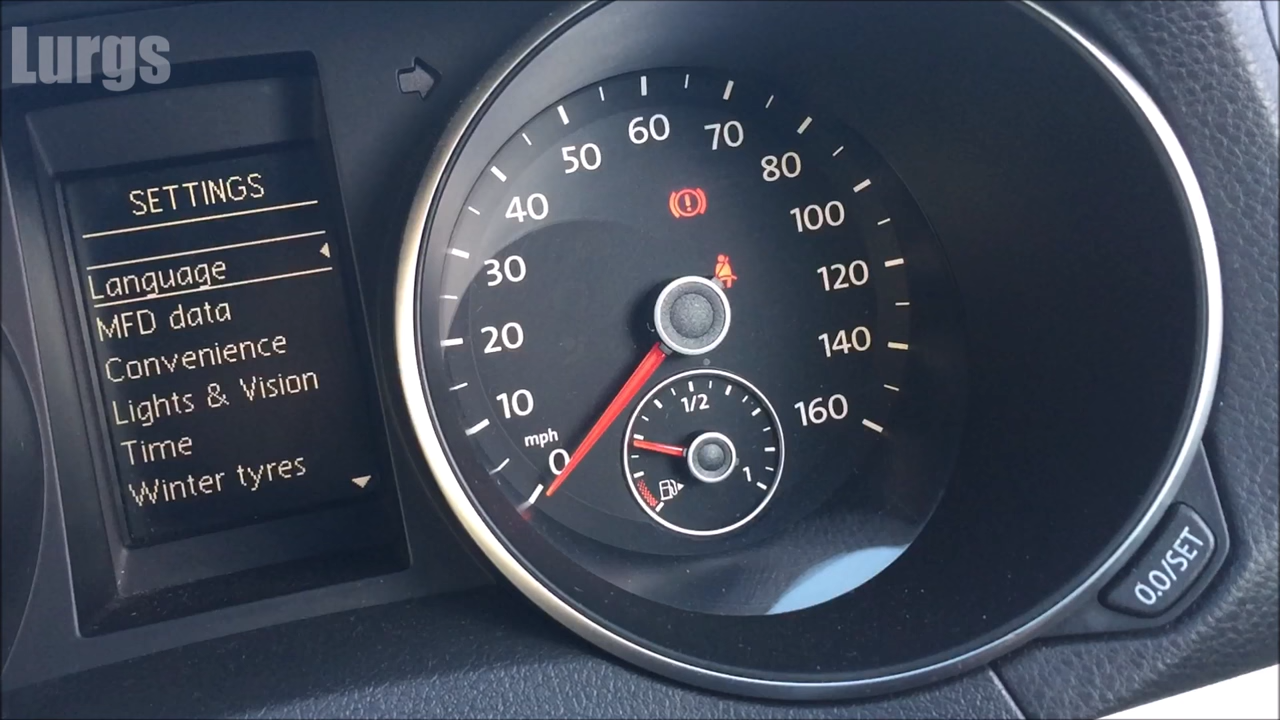 Lurgs
SETTINGS
Language
MFD data
Convenience
Lights & Vision
Time
Winter tyres
0
10
20
30
40
50
60
70
80
100
120
140
160
mph
1/2
1
0.0/SET